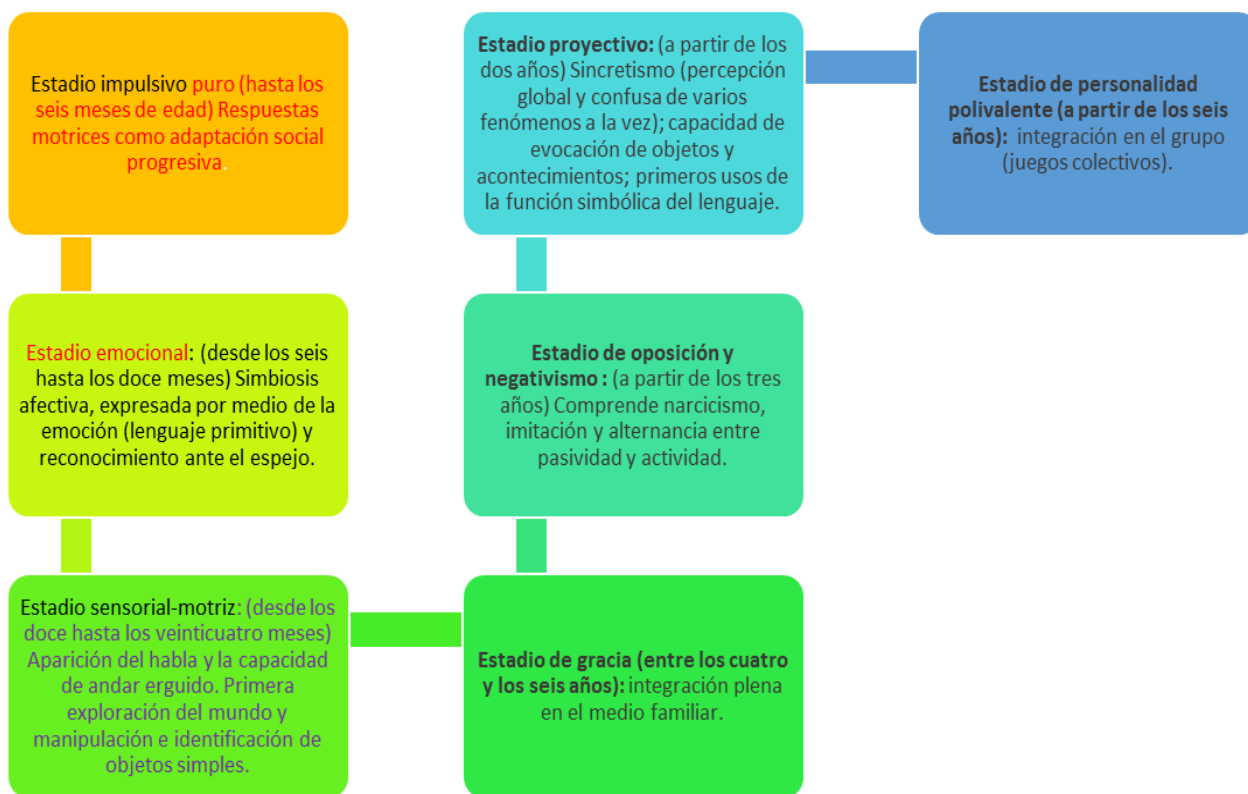 Estadio impulsivo puro (hasta los
seis meses de edad) Respuestas
motrices como adaptación social
progresiva.
Estadio emocional: (desde los seis
hasta los doce meses) Simbiosis
afectiva, expresada por medio de la
emoción (lenguaje primitivo) y
reconocimiento ante el espejo.
Estadio sensorial-motriz: (desde los
doce hasta los veinticuatro meses)
Aparición del habla y la capacidad
de andar erguido. Primera
exploración del mundo y
manipulación e identificación de
objetos simples.
Estadio de gracia (entre los cuatro
y los seis años): integración plena
en el medio familiar.
Estadio de oposición y
negativismo : (a partir de los tres
años) Comprende narcicismo,
imitación y alternancia entre
pasividad y actividad.
Estadio proyectivo: (a partir de los
dos años) Sincretismo (percepción
global y confusa de varios
fenómenos a la vez); capacidad de
evocación de objetos y
acontecimientos; primeros usos de
la función simbólica del lenguaje.
Estadio de personalidad
polivalente (a partir de los seis
años): integración en el grupo
(juegos colectivos).